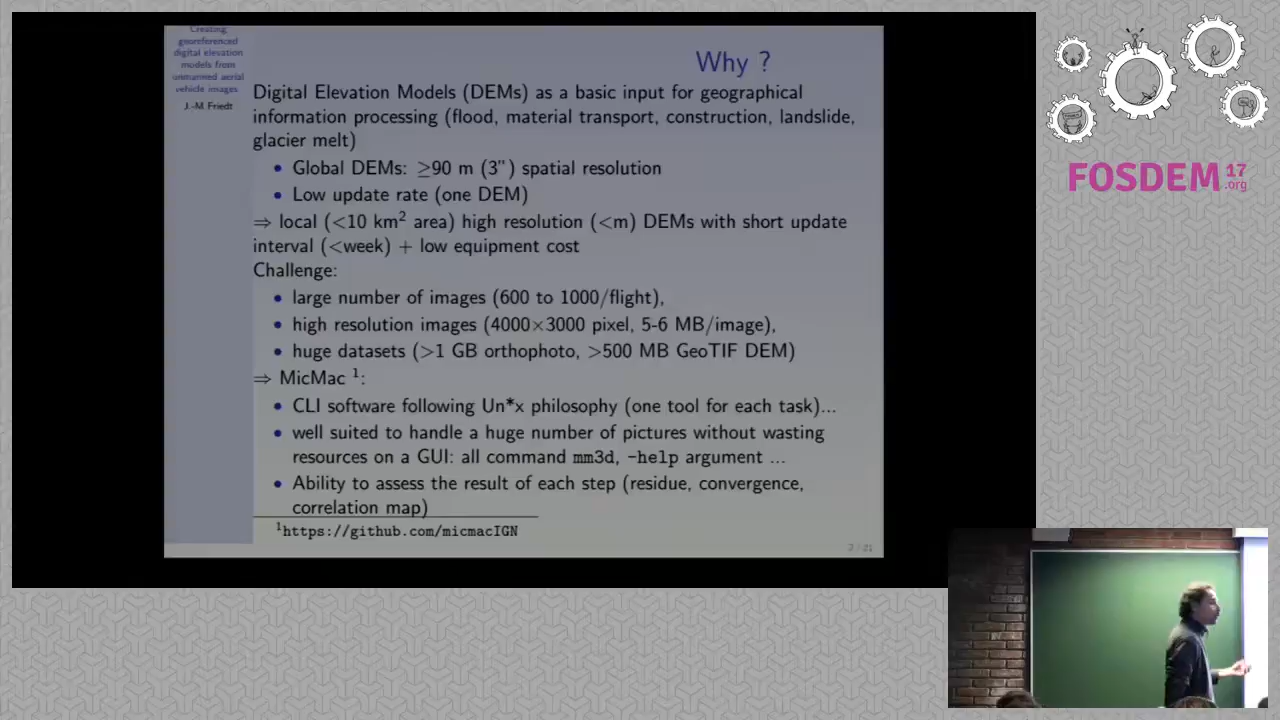 Creating
georeferenced
digital elevation
models from
unmanned aerial
vehicle images
J.-M. Friedt
Why ?
Digital Elevation Models (DEMs) as a basic input for geographical
information processing (flood, material transport, construction, landslide,
glacier melt)
• Global DEMs: ≥90 m (3") spatial resolution
• Low update rate (one DEM)
⇒ local (<10 km² area) high resolution (<m) DEMs with short update
interval (<week) + low equipment cost
Challenge:
• large number of images (600 to 1000/flight),
• high resolution images (4000×3000 pixel, 5-6 MB/image),
• huge datasets (>1 GB orthophoto, >500 MB GeoTIF DEM)
⇒ MicMac ¹:
• CLI software following Un*x philosophy (one tool for each task)...
• well suited to handle a huge number of pictures without wasting
resources on a GUI: all command mm3d, -help argument ...
• Ability to assess the result of each step (residue, convergence,
correlation map)
¹https://github.com/micmacIGN
2 / 21
FOSDEM 17
.org